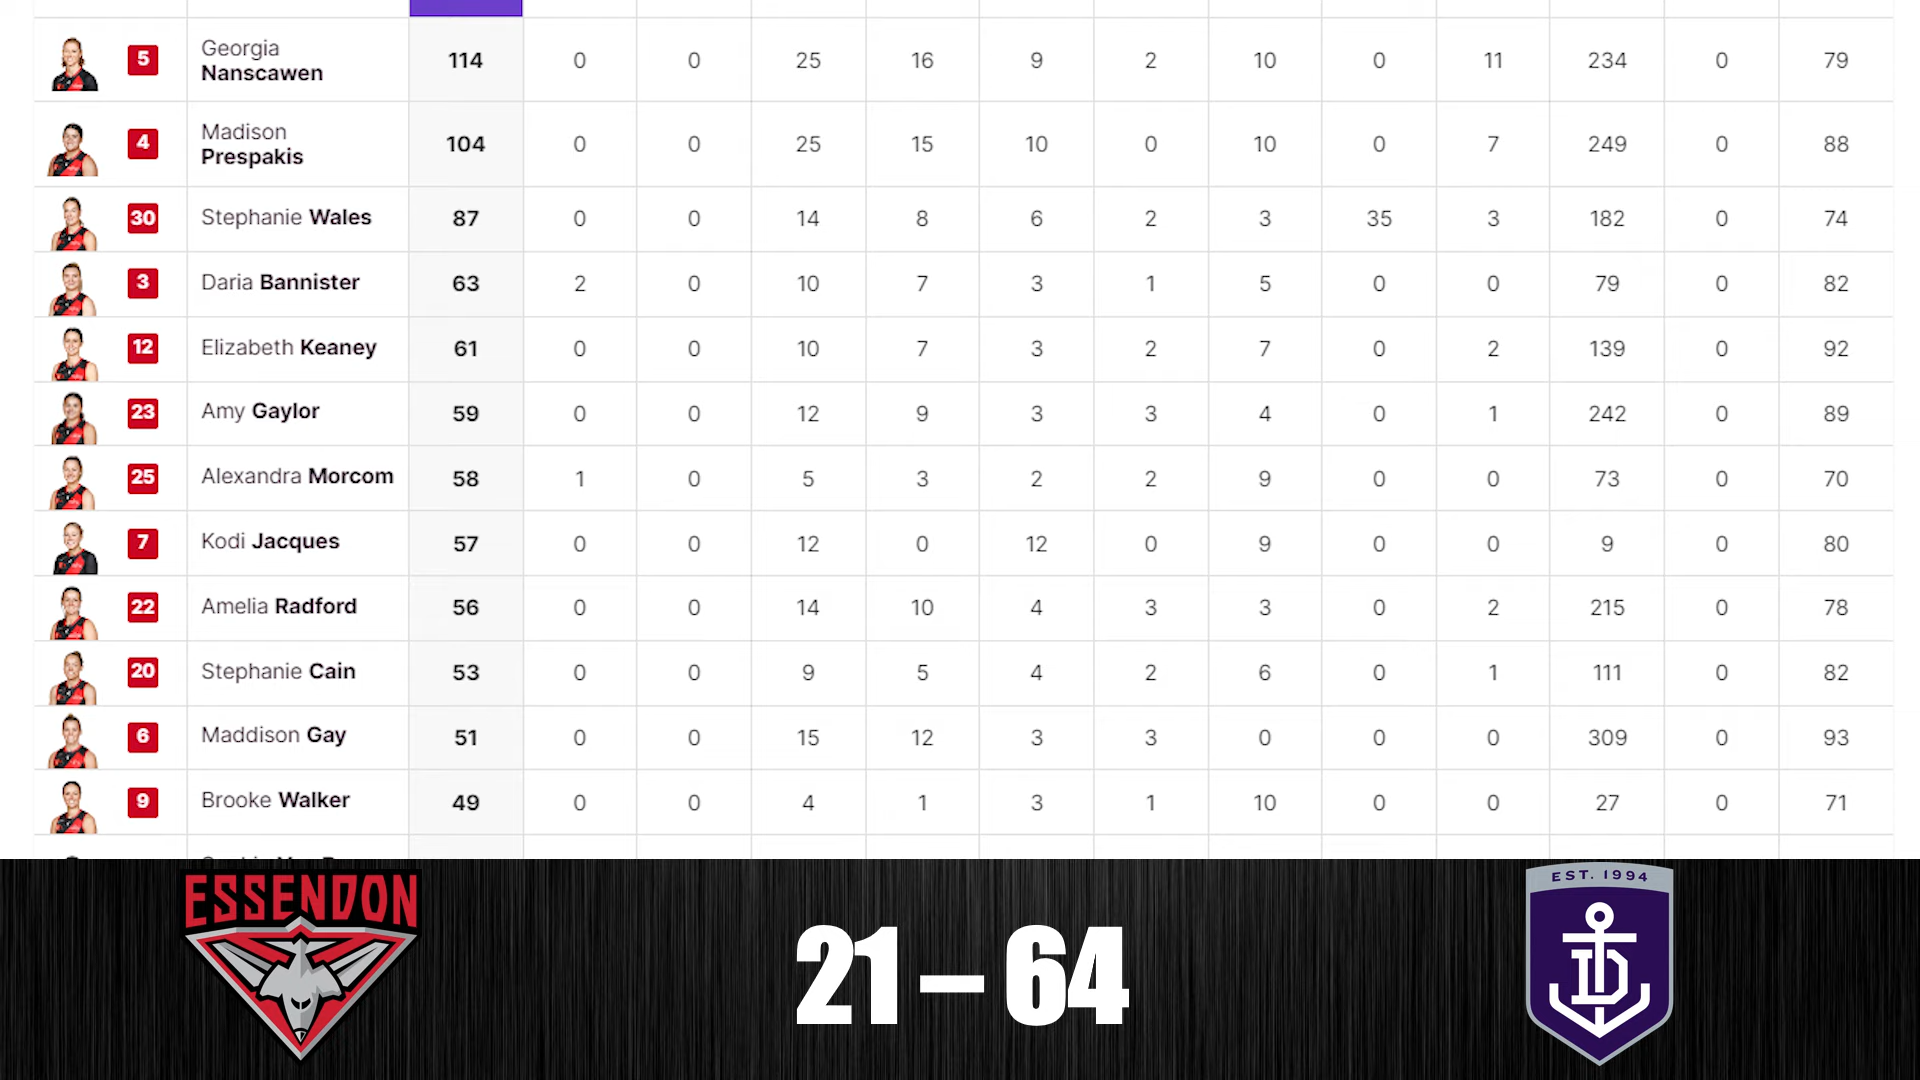 5 Georgia Nanscawen 114 0 0 25 16 9 2 10 0 11 234 0 79
4 Madison Prespakis 104 0 0 25 15 10 0 10 0 7 249 0 88
30 Stephanie Wales 87 0 0 14 8 6 2 3 35 3 182 0 74
3 Daria Bannister 63 2 0 10 7 3 1 5 0 0 79 0 82
12 Elizabeth Keaney 61 0 0 10 7 3 2 7 0 2 139 0 92
23 Amy Gaylor 59 0 0 12 9 3 3 4 0 1 242 0 89
25 Alexandra Morcom 58 1 0 5 3 2 2 9 0 0 73 0 70
7 Kodi Jacques 57 0 0 12 0 12 0 9 0 0 9 0 80
22 Amelia Radford 56 0 0 14 10 4 3 3 0 2 215 0 78
20 Stephanie Cain 53 0 0 9 5 4 2 6 0 1 111 0 82
6 Maddison Gay 51 0 0 15 12 3 3 0 0 0 309 0 93
9 Brooke Walker 49 0 0 4 1 3 1 10 0 0 27 0 71
ESSENDON
21 – 64
EST. 1994